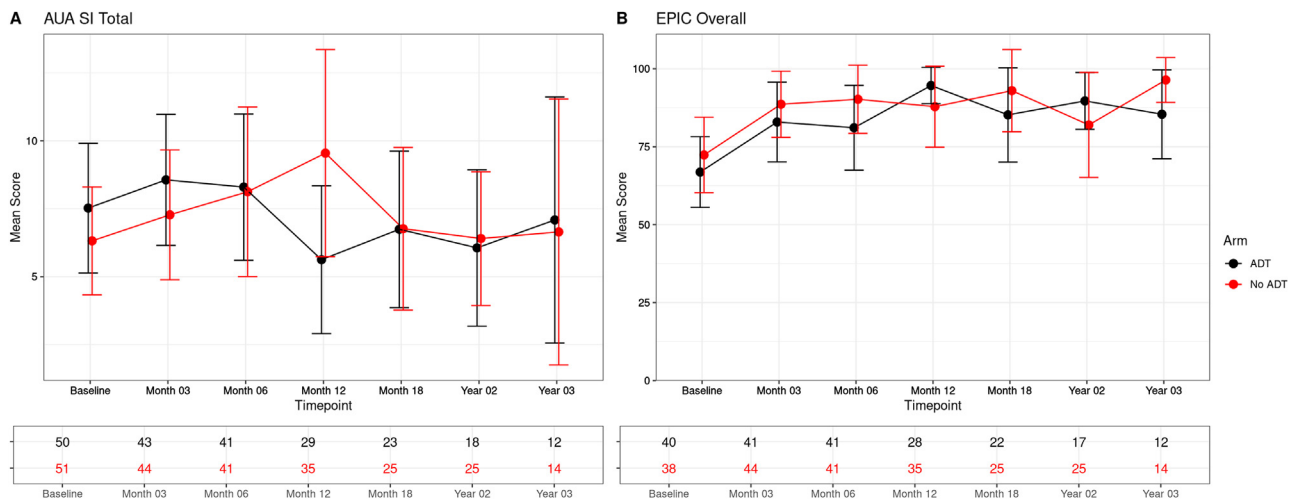 A AUA SI Total
10
5
Mean Score
Baseline Month 03 Month 06 Month 12 Month 18 Year 02 Year 03
Timepoint
50 43 41 29 23 18 12
51 44 41 35 25 25 14
Baseline Month 03 Month 06 Month 12 Month 18 Year 02 Year 03
B EPIC Overall
100
75
50
25
0
Mean Score
Baseline Month 03 Month 06 Month 12 Month 18 Year 02 Year 03
Timepoint
40 41 41 28 22 17 12
38 44 41 35 25 25 14
Baseline Month 03 Month 06 Month 12 Month 18 Year 02 Year 03
Arm
ADT
No ADT